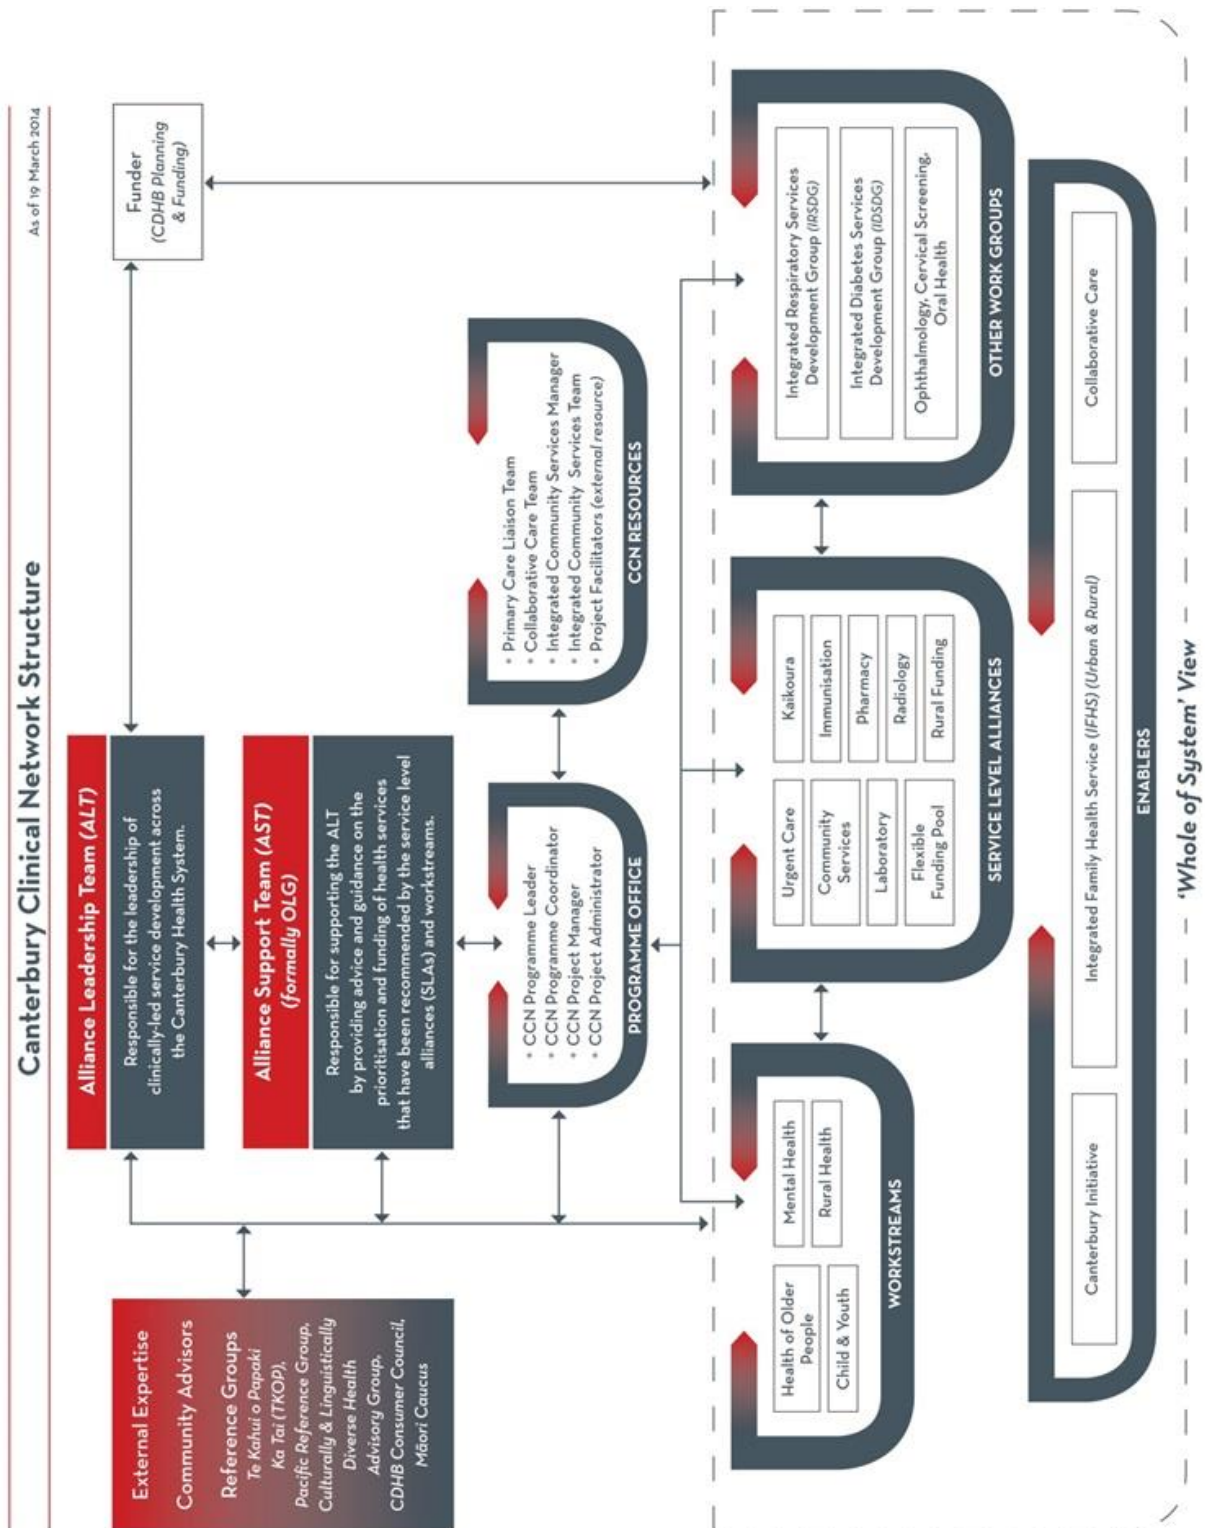 Canterbury Clinical Network Structure
As of 19 March 2014
External Expertise
Community Advisors
Reference Groups
Te Kahui o Papaki
Ka Tai (TKOP),
Pacific Reference Group,
Culturally & Linguistically
Diverse Health
Advisory Group,
CDHB Consumer Council,
Māori Caucus
Alliance Leadership Team (ALT)
Responsible for the leadership of
clinically-led service development across
the Canterbury Health System.
Funder
(CDHB Planning
& Funding)
Alliance Support Team (AST)
(formally OLG)
Responsible for supporting the ALT
by providing advice and guidance on the
prioritisation and funding of health services
that have been recommended by the service level
alliances (SLAs) and workstreams.
• CCN Programme Leader
• CCN Programme Coordinator
• CCN Project Manager
• CCN Project Administrator
PROGRAMME OFFICE
• Primary Care Liaison Team
• Collaborative Care Team
• Integrated Community Services Manager
• Integrated Community Services Team
• Project Facilitators (external resource)
CCN RESOURCES
Health of Older
People
Child & Youth
Mental Health
Rural Health
WORKSTREAMS
Urgent Care
Community
Services
Laboratory
Flexible
Funding Pool
Kaikoura
Immunisation
Pharmacy
Radiology
Rural Funding
SERVICE LEVEL ALLIANCES
Integrated Respiratory Services
Development Group (IRSDG)
Integrated Diabetes Services
Development Group (IDSDG)
Ophthalmology, Cervical Screening,
Oral Health
OTHER WORK GROUPS
Canterbury Initiative
Integrated Family Health Service (IFHS) (Urban & Rural)
Collaborative Care
ENABLERS
'Whole of System' View